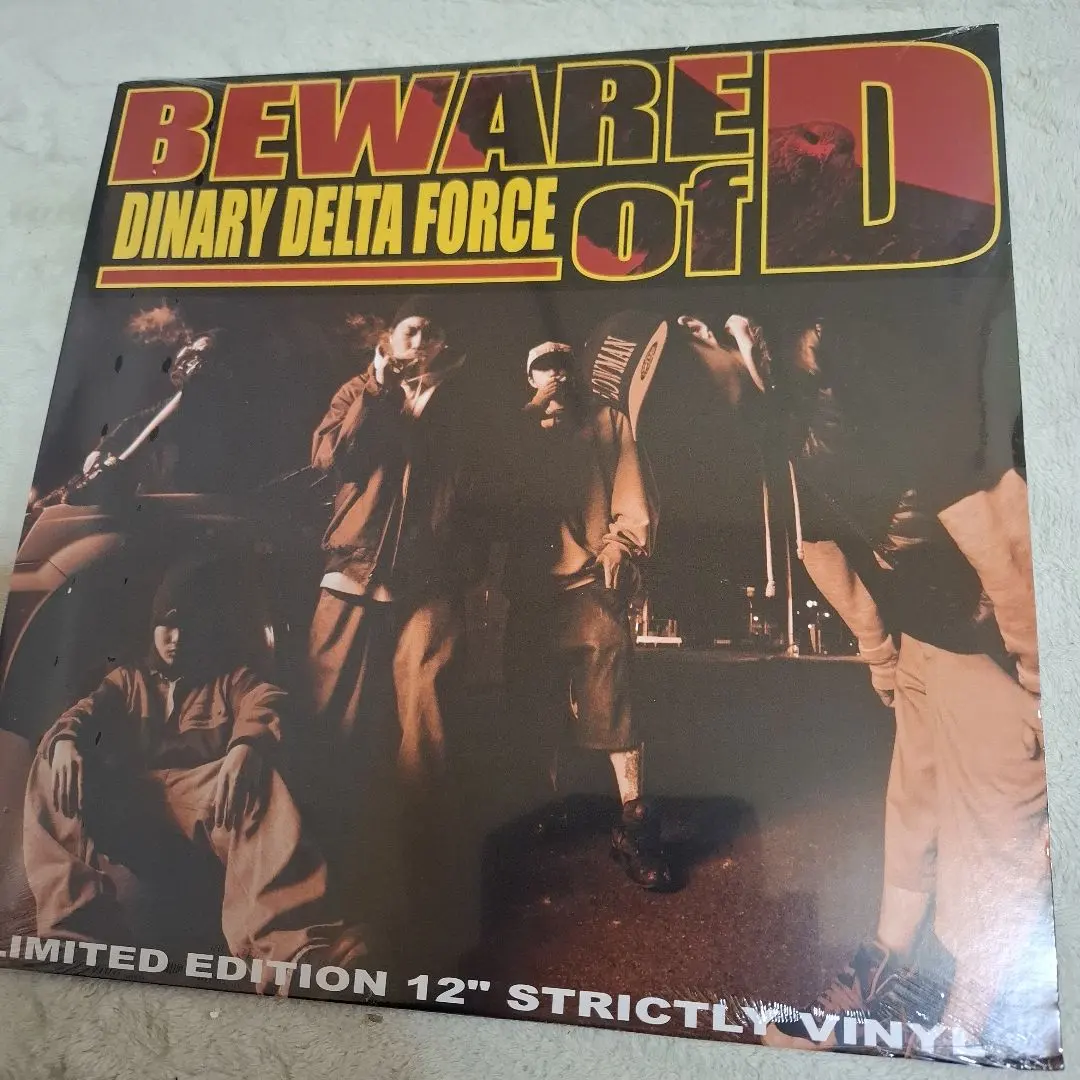 BEWARE
of D
DINARY DELTA FORCE
LOWMAN
LIMITED EDITION 12" STRICTLY VINYL